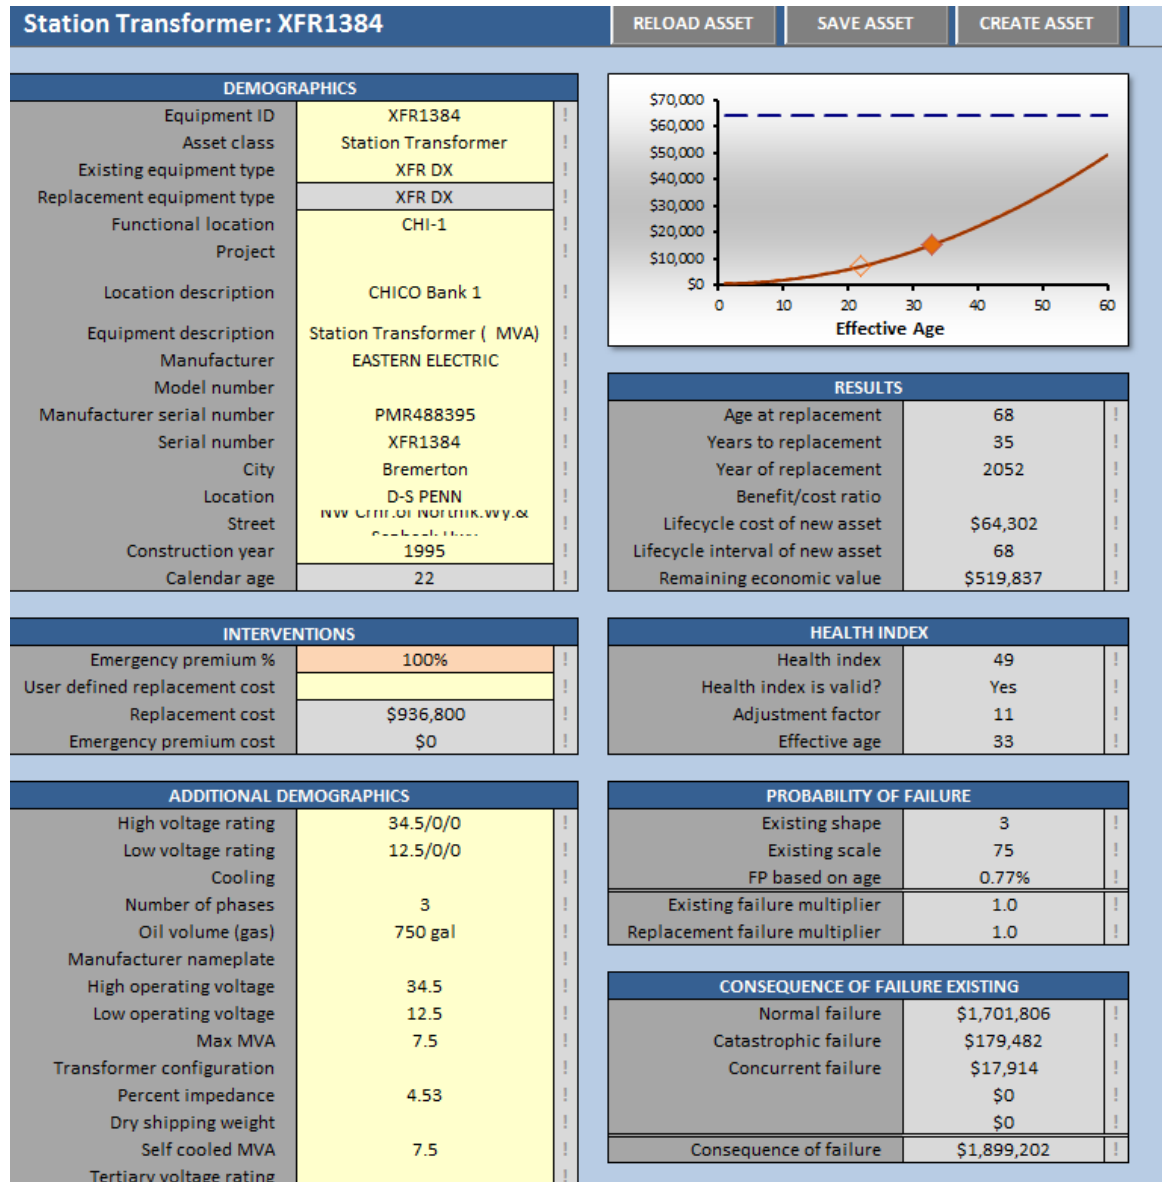 Station Transformer: XFR1384
RELOAD ASSET
SAVE ASSET
CREATE ASSET
DEMOGRAPHICS
Equipment ID XFR1384 !
Asset class Station Transformer !
Existing equipment type XFR DX !
Replacement equipment type XFR DX !
Functional location CHI-1 !
Project !
Location description CHICO Bank 1 !
Equipment description Station Transformer ( MVA) !
Manufacturer EASTERN ELECTRIC !
Model number !
Manufacturer serial number PMR488395 !
Serial number XFR1384 !
City Bremerton !
Location D-S PENN !
Street NW Crnr.of Northlk.Wy.& !
Construction year 1995 !
Calendar age 22 !
INTERVENTIONS
Emergency premium % 100% !
User defined replacement cost !
Replacement cost $936,800 !
Emergency premium cost $0 !
ADDITIONAL DEMOGRAPHICS
High voltage rating 34.5/0/0 !
Low voltage rating 12.5/0/0 !
Cooling !
Number of phases 3 !
Oil volume (gas) 750 gal !
Manufacturer nameplate !
High operating voltage 34.5 !
Low operating voltage 12.5 !
Max MVA 7.5 !
Transformer configuration !
Percent impedance 4.53 !
Dry shipping weight !
Self cooled MVA 7.5 !
Tertiary voltage rating !
$70,000
$60,000
$50,000
$40,000
$30,000
$20,000
$10,000
$0
0 10 20 30 40 50 60
Effective Age
RESULTS
Age at replacement 68 !
Years to replacement 35 !
Year of replacement 2052 !
Benefit/cost ratio !
Lifecycle cost of new asset $64,302 !
Lifecycle interval of new asset 68 !
Remaining economic value $519,837 !
HEALTH INDEX
Health index 49 !
Health index is valid? Yes !
Adjustment factor 11 !
Effective age 33 !
PROBABILITY OF FAILURE
Existing shape 3 !
Existing scale 75 !
FP based on age 0.77% !
Existing failure multiplier 1.0 !
Replacement failure multiplier 1.0 !
CONSEQUENCE OF FAILURE EXISTING
Normal failure $1,701,806 !
Catastrophic failure $179,482 !
Concurrent failure $17,914 !
$0 !
$0 !
Consequence of failure $1,899,202 !